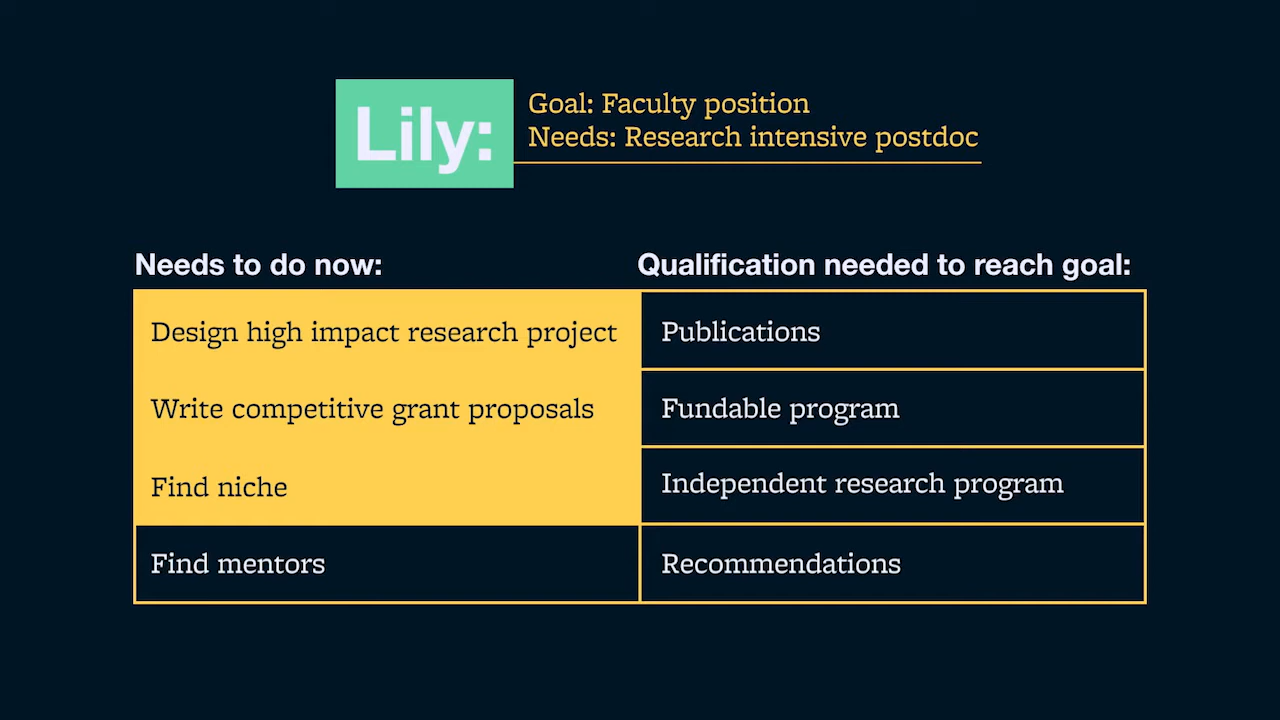 Lily:
Goal: Faculty position
Needs: Research intensive postdoc
Needs to do now:
Qualification needed to reach goal:
Design high impact research project
Publications
Write competitive grant proposals
Fundable program
Find niche
Independent research program
Find mentors
Recommendations